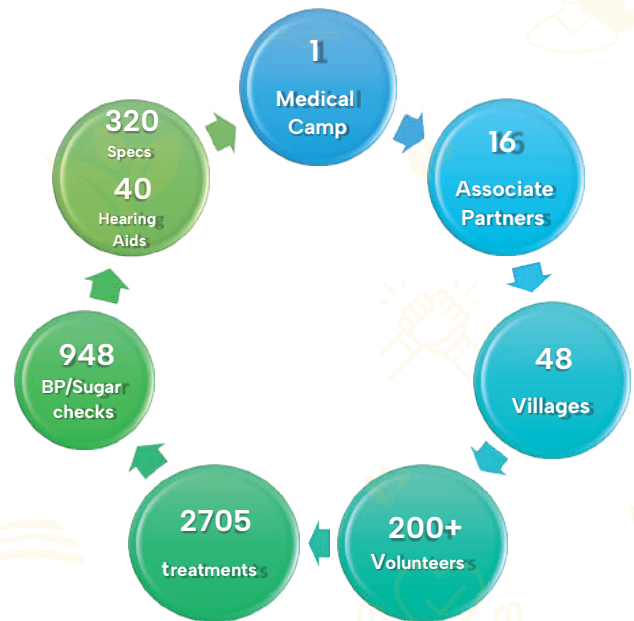 1
Medical
Camp
16
Associate
Partners
48
Villages
200+
Volunteers
2705
treatments
948
BP/Sugar
checks
320
Specs
40
Hearing
Aids